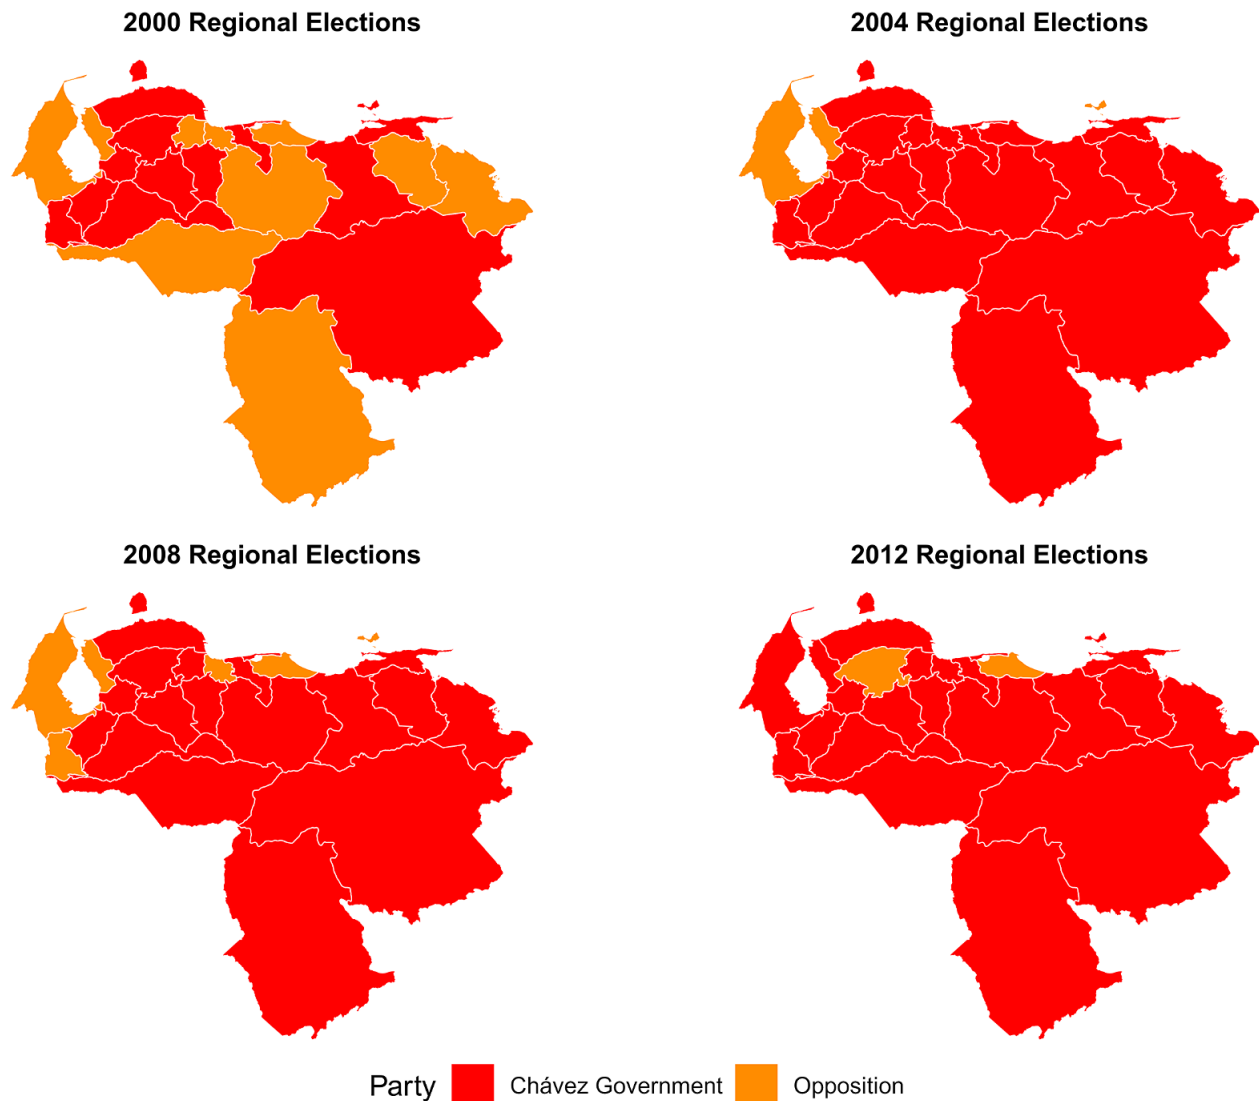 2000 Regional Elections
2004 Regional Elections
2008 Regional Elections
2012 Regional Elections
Party Chávez Government Opposition